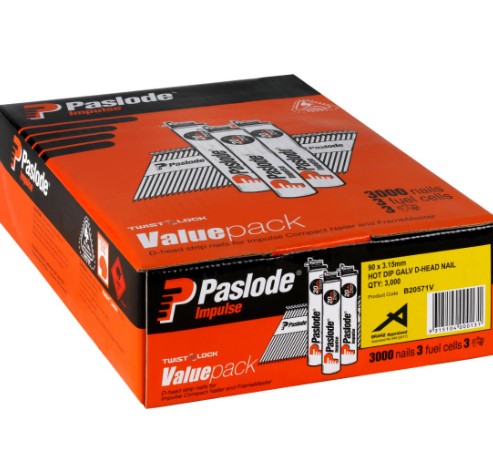 Paslode
Impulse
Paslode
Paslode
TWIST LOCK
Valuepack
D-head strip nails for Impulse Compact Nailer and FrameMaster
3000 nails
3 fuel cells
3
Paslode
Paslode
Impulse
TWIST LOCK
Valuepack
D-head strip nails for
Impulse Compact Nailer and FrameMaster
Paslode
90 x 3.15mm
HOT DIP GALV D-HEAD NAIL
QTY: 3,000
Product Code B20571V
9315104200131
3000 nails 3 fuel cells 3